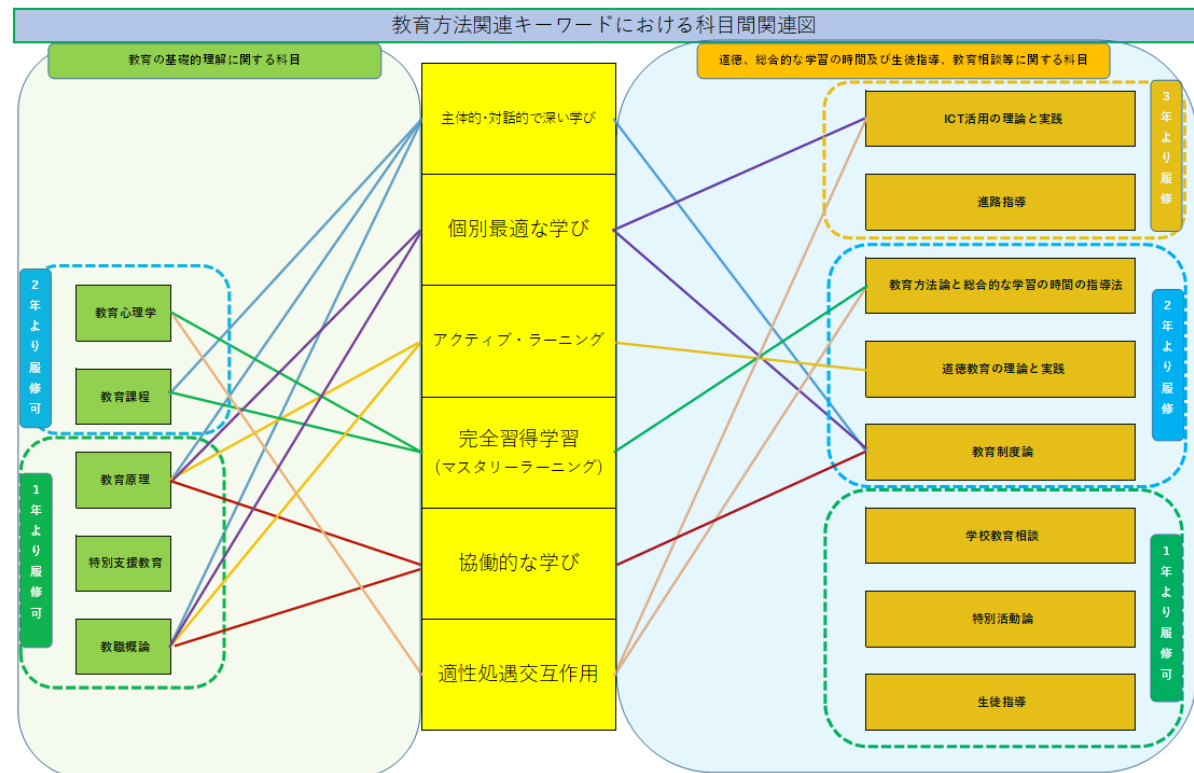 教育方法関連キーワードにおける科目間関連図
教育の基礎的理解に関する科目
道徳、総合的な学習の時間及び生徒指導、教育相談等に関する科目
2年より履修可
教育心理学
教育課程
1年より履修可
教育原理
特別支援教育
教職概論
主体的・対話的で深い学び
個別最適な学び
アクティブ・ラーニング
完全習得学習
(マスタリーラーニング)
協働的な学び
適性処遇交互作用
ICT活用の理論と実践
進路指導
3年より履修
教育方法論と総合的な学習の時間の指導法
道徳教育の理論と実践
教育制度論
2年より履修
学校教育相談
特別活動論
生徒指導
1年より履修可